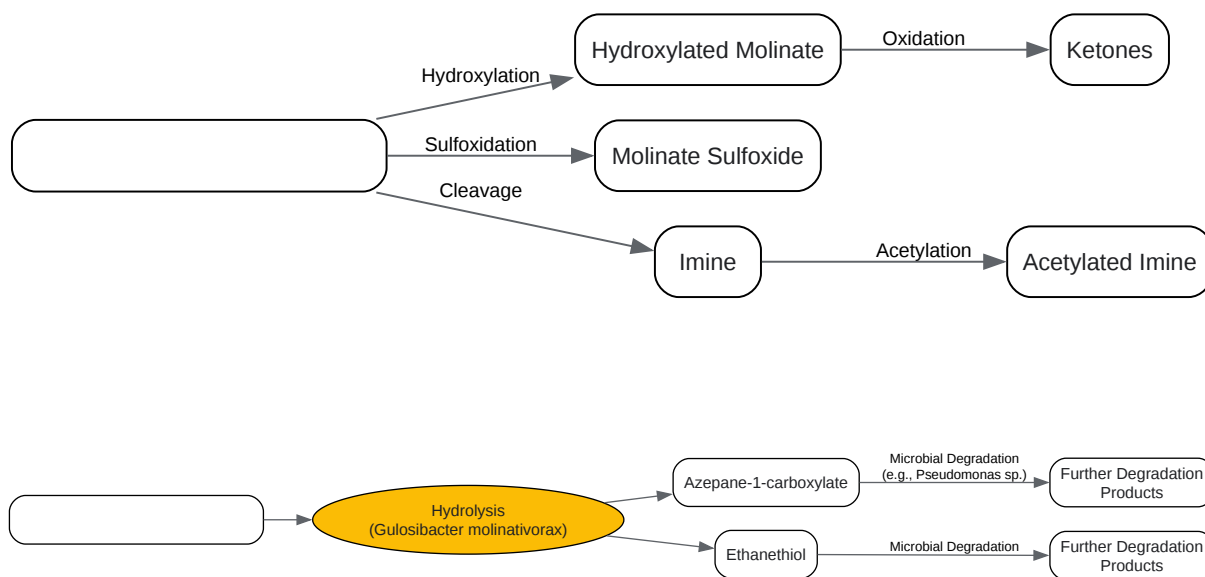 Hydroxylated Molinate
Oxidation
Ketones
Hydroxylation
Sulfoxidation
Molinate Sulfoxide
Cleavage
Imine
Acetylation
Acetylated Imine
Hydrolysis
(Gulosibacter molinativorax)
Azepane-1-carboxylate
Microbial Degradation
(e.g., Pseudomonas sp.)
Further Degradation
Products
Ethanethiol
Microbial Degradation
Further Degradation
Products